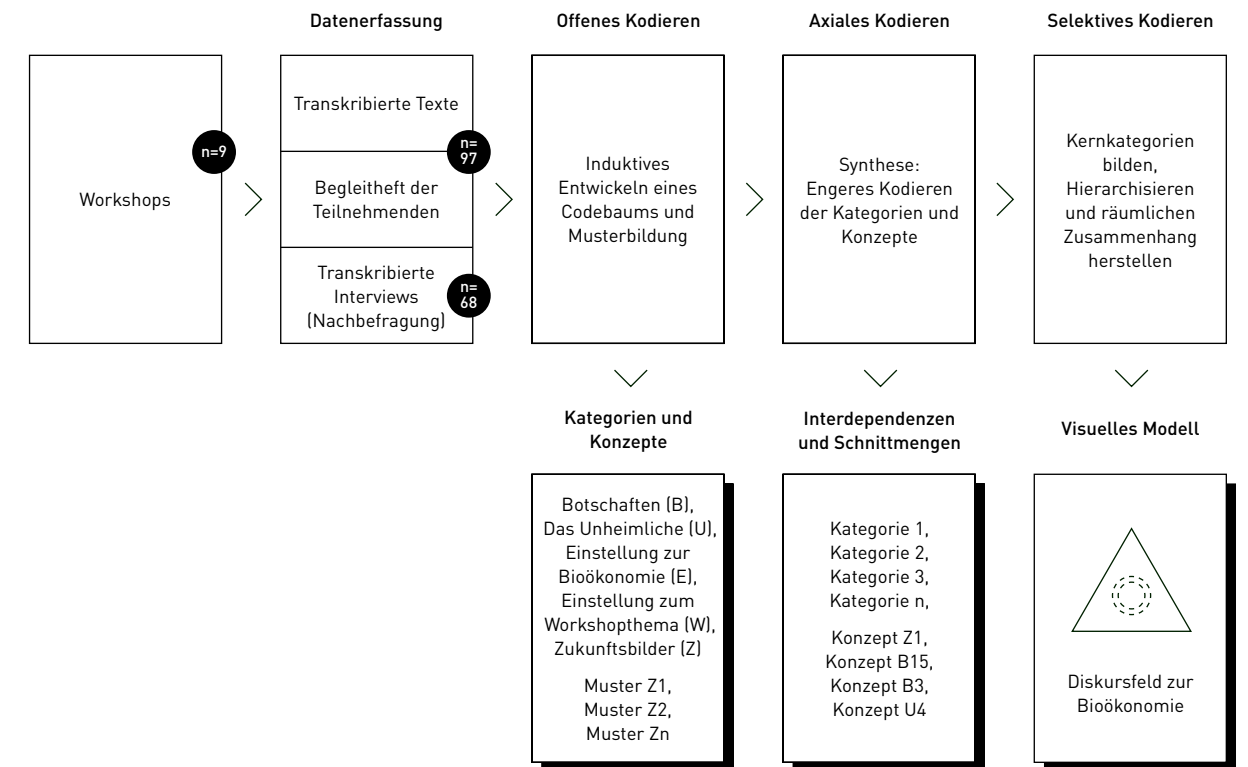 Datenerfassung
Offenes Kodieren
Axiales Kodieren
Selektives Kodieren
Workshops
n=9
Transkribierte Texte
n=
97
Begleitheft der
Teilnehmenden
Transkribierte
Interviews
(Nachbefragung)
n=
68
Induktives
Entwickeln eines
Codebaums und
Musterbildung
Synthese:
Engeres Kodieren
der Kategorien und
Konzepte
Kernkategorien
bilden,
Hierarchisieren
und räumlichen
Zusammenhang
herstellen
Kategorien und
Konzepte
Botschaften (B),
Das Unheimliche (U),
Einstellung zur
Bioökonomie (E),
Einstellung zum
Workshopthema (W),
Zukunftsbilder (Z)
Muster Z1,
Muster Z2,
Muster Zn
Interdependenzen
und Schnittmengen
Kategorie 1,
Kategorie 2,
Kategorie 3,
Kategorie n,
Konzept Z1,
Konzept B15,
Konzept B3,
Konzept U4
Visuelles Modell
Diskursfeld zur
Bioökonomie